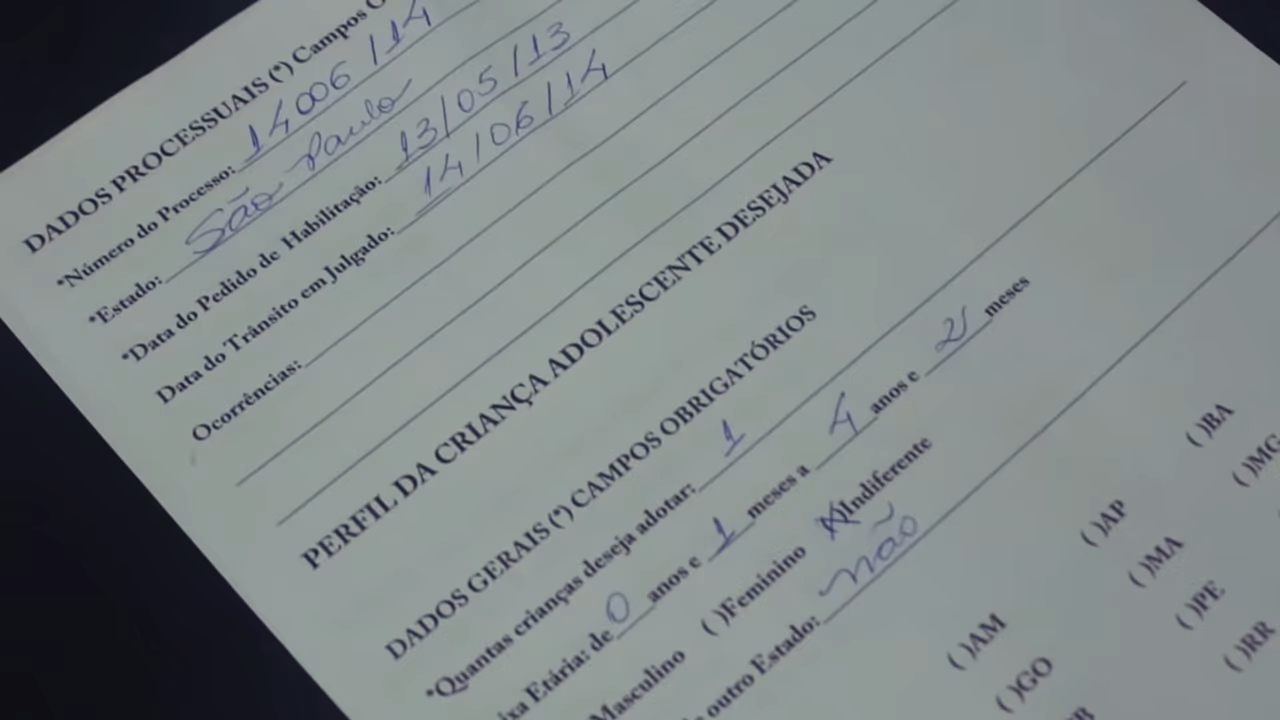 DADOS PROCESSUAIS (*) Campos
*Número do Processo: 14006/14
*Estado: São Paulo
*Data do Pedido de Habilitação: 13/05/13
Data do Trânsito em Julgado: 14/06/14
Ocorrências:
PERFIL DA CRIANÇA ADOLESCENTE DESEJADA
DADOS GERAIS (*) CAMPOS OBRIGATÓRIOS
*Quantas crianças deseja adotar: 1
Etária: de 0 anos e 1 meses a 4 anos e 2 meses
Masculino ( )Feminino (X)Indiferente
outro Estado: não
( )AM ( )AP ( )BA
( )GO ( )MA ( )MG
( )PE
( )RR